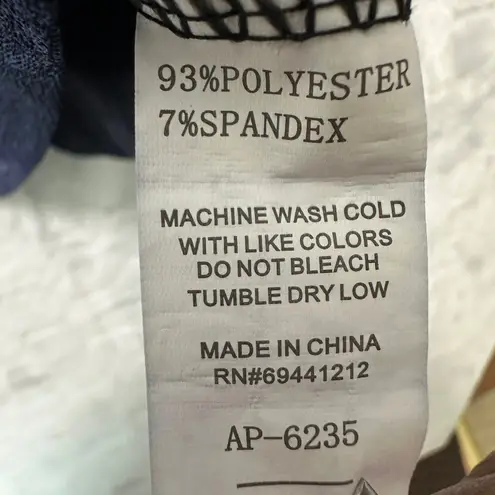 93%POLYESTER
7%SPANDEX
MACHINE WASH COLD
WITH LIKE COLORS
DO NOT BLEACH
TUMBLE DRY LOW
MADE IN CHINA
RN#69441212
AP-6235